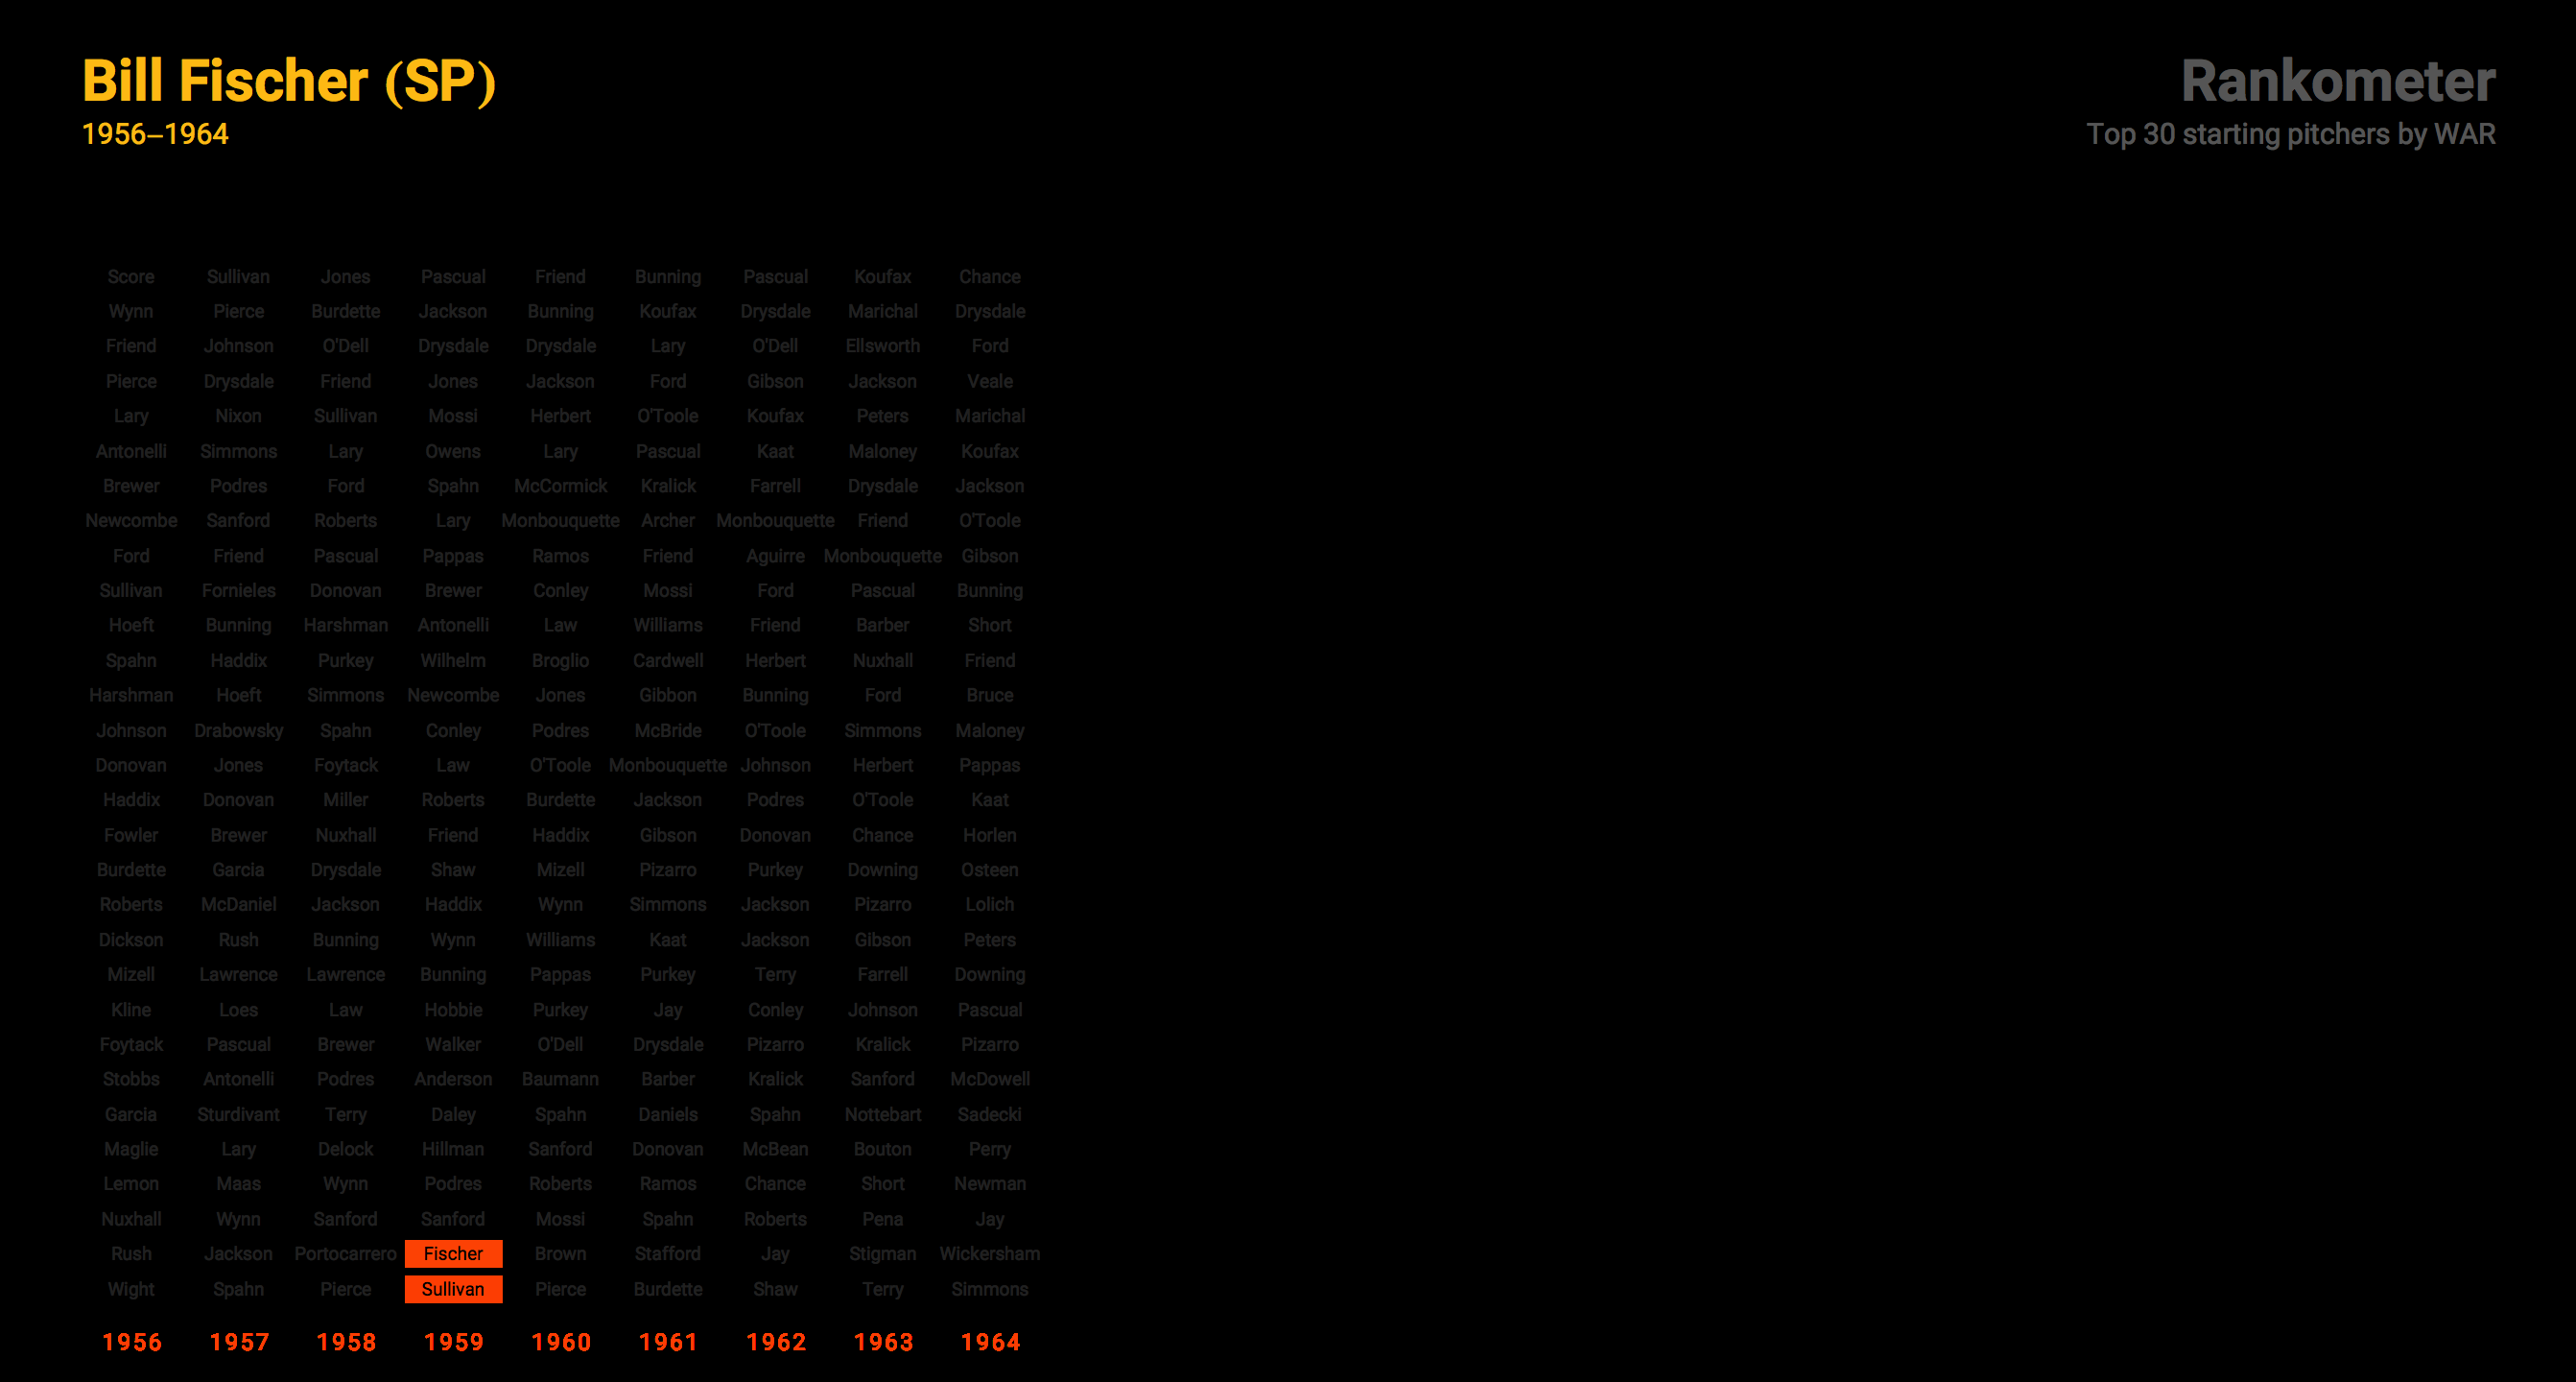 Bill Fischer (SP)
1956–1964
Rankometer
Top 30 starting pitchers by WAR
Score Sullivan Jones Pascual Friend Bunning Pascual Koufax Chance
Wynn Pierce Burdette Jackson Bunning Koufax Drysdale Marichal Drysdale
Friend Johnson O'Dell Drysdale Drysdale Lary O'Dell Ellsworth Ford
Pierce Drysdale Friend Jones Jackson Ford Gibson Jackson Veale
Lary Nixon Sullivan Mossi Herbert O'Toole Koufax Peters Marichal
Antonelli Simmons Lary Owens Lary Pascual Kaat Maloney Koufax
Brewer Podres Ford Spahn McCormick Kralick Farrell Drysdale Jackson
Newcombe Sanford Roberts Lary Monbouquette Archer Monbouquette Friend O'Toole
Ford Friend Pascual Pappas Ramos Friend Aguirre Monbouquette Gibson
Sullivan Fornieles Donovan Brewer Conley Mossi Ford Pascual Bunning
Hoeft Bunning Harshman Antonelli Law Williams Friend Barber Short
Spahn Haddix Purkey Wilhelm Broglio Cardwell Herbert Nuxhall Friend
Harshman Hoeft Simmons Newcombe Jones Gibbon Bunning Ford Bruce
Johnson Drabowsky Spahn Conley Podres McBride O'Toole Simmons Maloney
Donovan Jones Foytack Law O'Toole Monbouquette Johnson Herbert Pappas
Haddix Donovan Miller Roberts Burdette Jackson Podres O'Toole Kaat
Fowler Brewer Nuxhall Friend Haddix Gibson Donovan Chance Horlen
Burdette Garcia Drysdale Shaw Mizell Pizarro Purkey Downing Osteen
Roberts McDaniel Jackson Haddix Wynn Simmons Jackson Pizarro Lolich
Dickson Rush Bunning Wynn Williams Kaat Jackson Gibson Peters
Mizell Lawrence Lawrence Bunning Pappas Purkey Terry Farrell Downing
Kline Loes Law Hobbie Purkey Jay Conley Johnson Pascual
Foytack Pascual Brewer Walker O'Dell Drysdale Pizarro Kralick Pizarro
Stobbs Antonelli Podres Anderson Baumann Barber Kralick Sanford McDowell
Garcia Sturdivant Terry Daley Spahn Daniels Spahn Nottebart Sadecki
Maglie Lary Delock Hillman Sanford Donovan McBean Bouton Perry
Lemon Maas Wynn Podres Roberts Ramos Chance Short Newman
Nuxhall Wynn Sanford Sanford Mossi Spahn Roberts Pena Jay
Rush Jackson Portocarrero Fischer Brown Stafford Jay Stigman Wickersham
Wight Spahn Pierce Sullivan Pierce Burdette Shaw Terry Simmons
1956 1957 1958 1959 1960 1961 1962 1963 1964